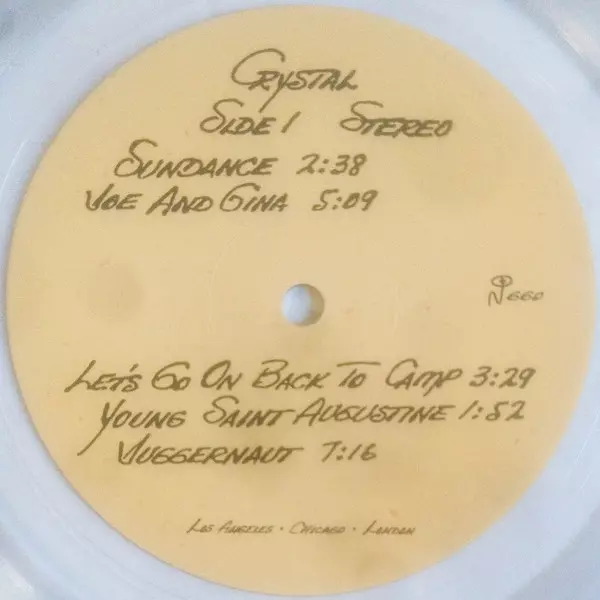 CRYSTAL
SIDE 1 STEREO
SUNDANCE 2:38
JOE AND GINA 5:09
660
LET'S GO ON BACK TO CAMP 3:29
YOUNG SAINT AUGUSTINE 1:52
JUGGERNAUT 7:16
LOS ANGELES • CHICAGO • LONDON